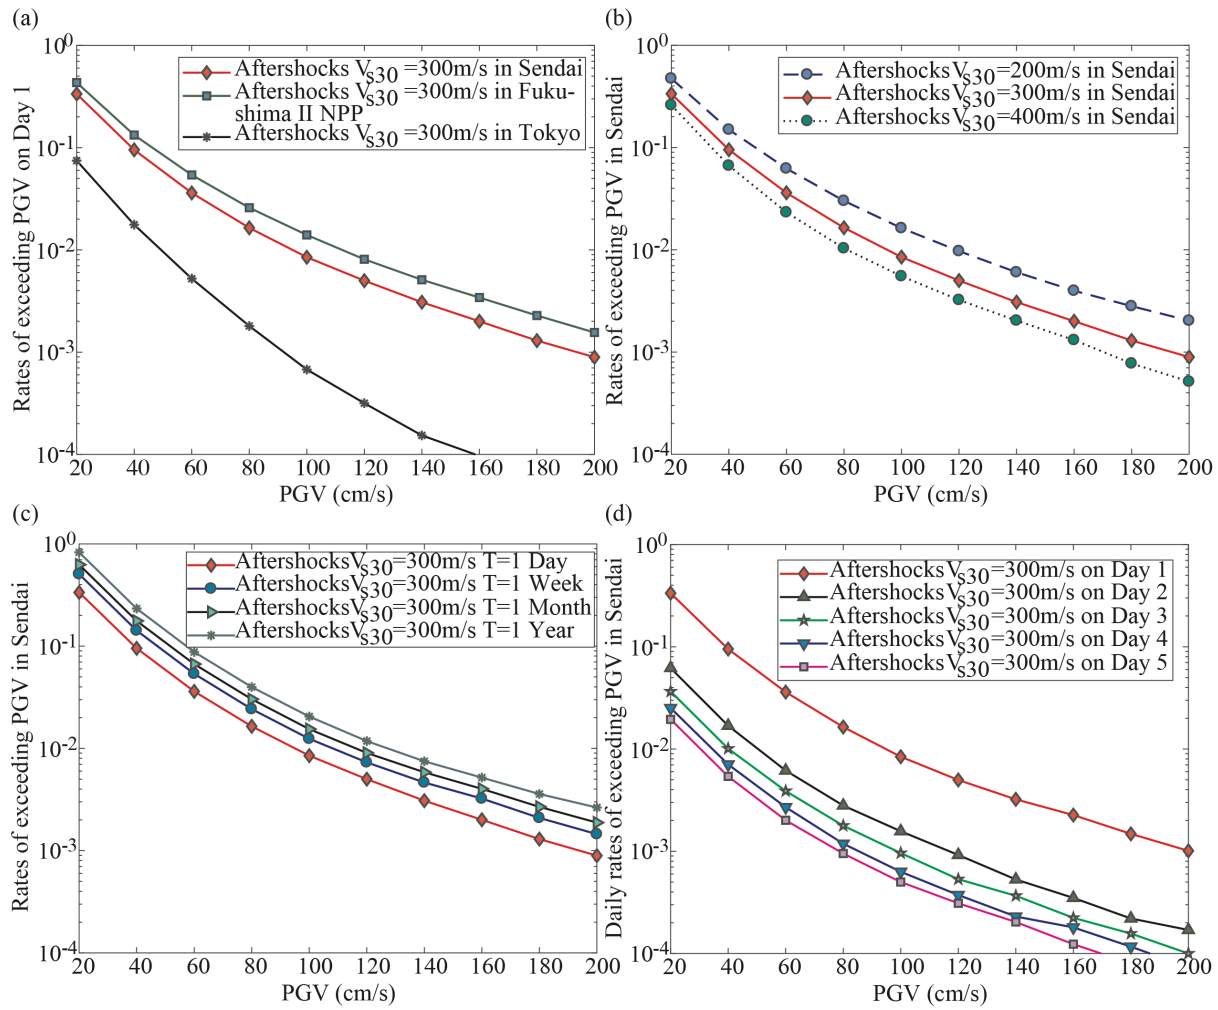 (a)
10^0
10^-1
10^-2
10^-3
10^-4
Rates of exceeding PGV on Day 1
Aftershocks V_S30 =300m/s in Sendai
Aftershocks V_S30 =300m/s in Fuku-
shima II NPP
Aftershocks V_S30 =300m/s in Tokyo
20 40 60 80 100 120 140 160 180 200
PGV (cm/s)
(b)
10^0
10^-1
10^-2
10^-3
10^-4
Rates of exceeding PGV in Sendai
Aftershocks V_S30=200m/s in Sendai
Aftershocks V_S30=300m/s in Sendai
Aftershocks V_S30=400m/s in Sendai
20 40 60 80 100 120 140 160 180 200
PGV (cm/s)
(c)
10^0
10^-1
10^-2
10^-3
10^-4
Rates of exceeding PGV in Sendai
Aftershocks V_S30=300m/s T=1 Day
Aftershocks V_S30=300m/s T=1 Week
Aftershocks V_S30=300m/s T=1 Month
Aftershocks V_S30=300m/s T=1 Year
20 40 60 80 100 120 140 160 180 200
PGV (cm/s)
(d)
10^0
10^-1
10^-2
10^-3
10^-4
Daily rates of exceeding PGV in Sendai
Aftershocks V_S30=300m/s on Day 1
Aftershocks V_S30=300m/s on Day 2
Aftershocks V_S30=300m/s on Day 3
Aftershocks V_S30=300m/s on Day 4
Aftershocks V_S30=300m/s on Day 5
20 40 60 80 100 120 140 160 180 200
PGV (cm/s)